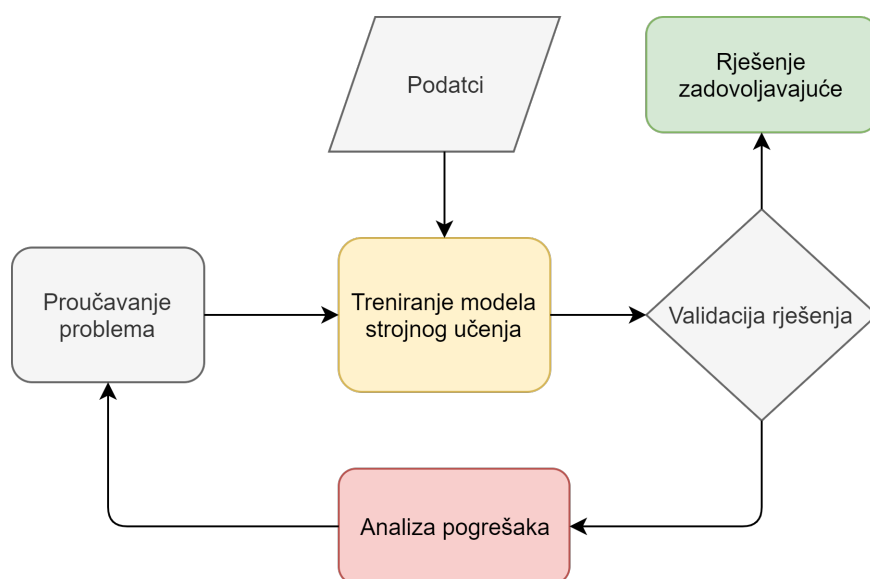 Podatci
Rješenje
zadovoljavajuće
Proučavanje
problema
Treniranje modela
strojnog učenja
Validacija rješenja
Analiza pogrešaka